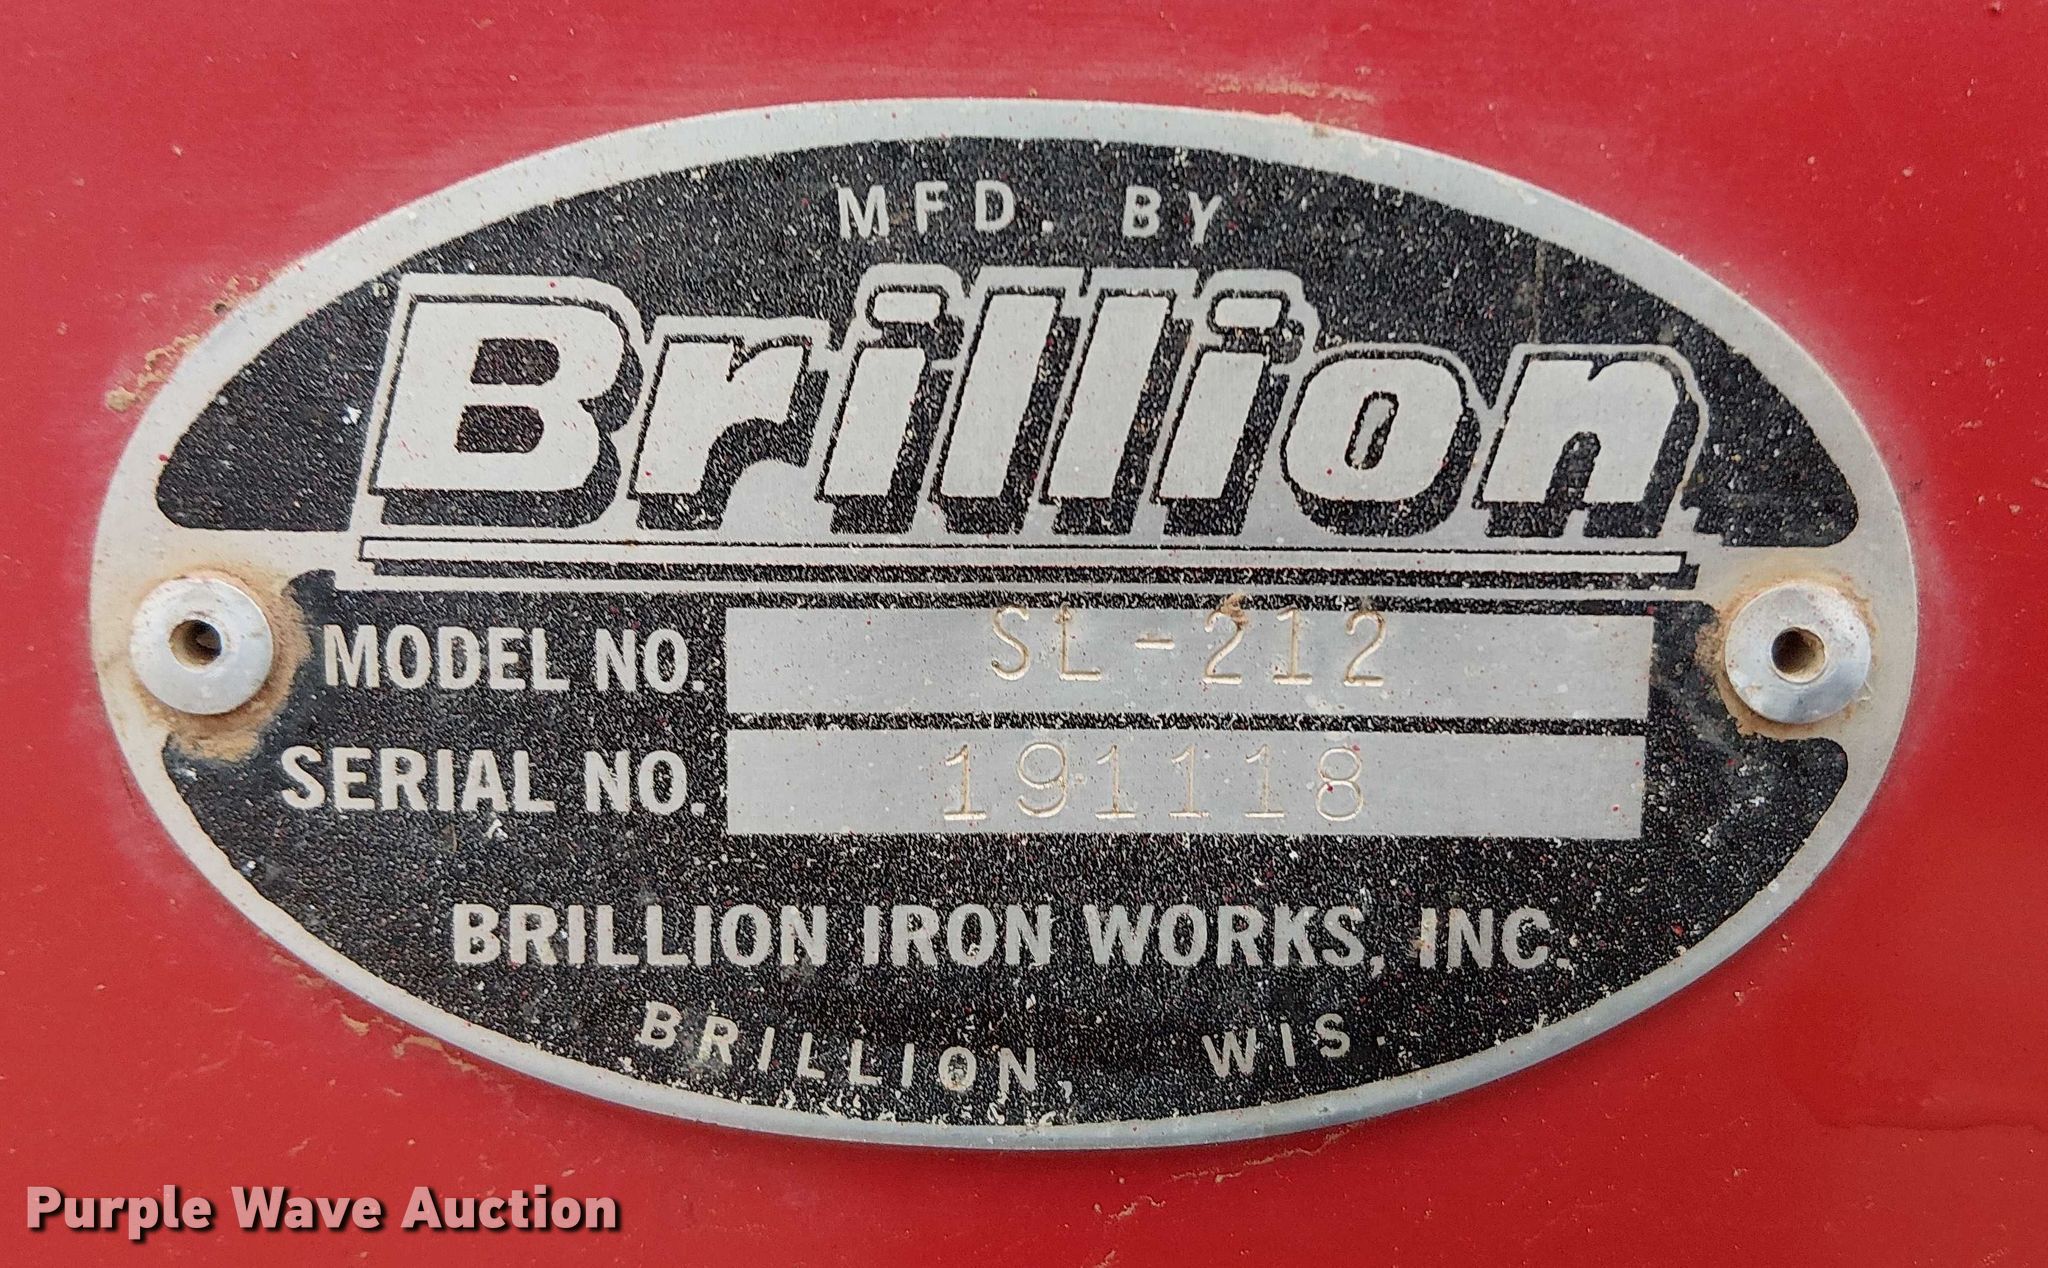 MFD. BY
Brillion
MODEL NO. SL-212
SERIAL NO. 191118
BRILLION IRON WORKS, INC.
BRILLION, WIS.
Purple Wave Auction